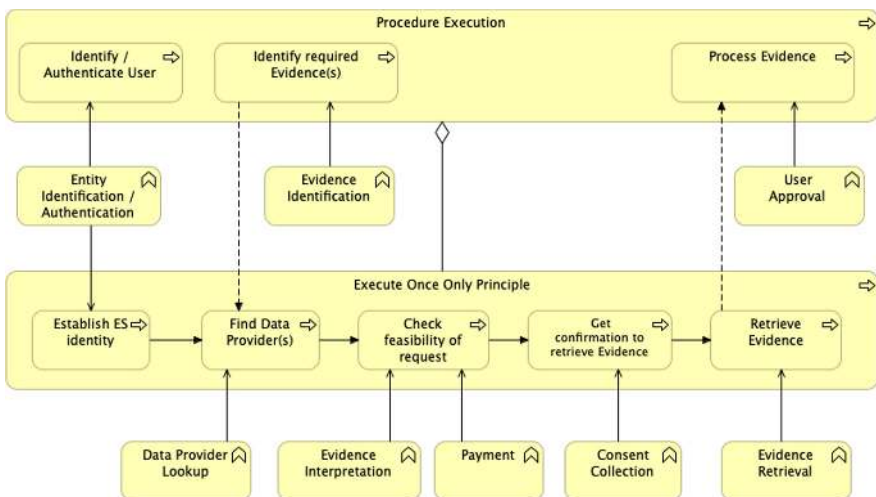 Procedure Execution
Identify /
Authenticate User
Identify required
Evidence(s)
Process Evidence
Entity
Identification /
Authentication
Evidence
Identification
User
Approval
Execute Once Only Principle
Establish ES
identity
Find Data
Provider(s)
Check
feasibility of
request
Get
confirmation to
retrieve Evidence
Retrieve
Evidence
Data Provider
Lookup
Evidence
Interpretation
Payment
Consent
Collection
Evidence
Retrieval